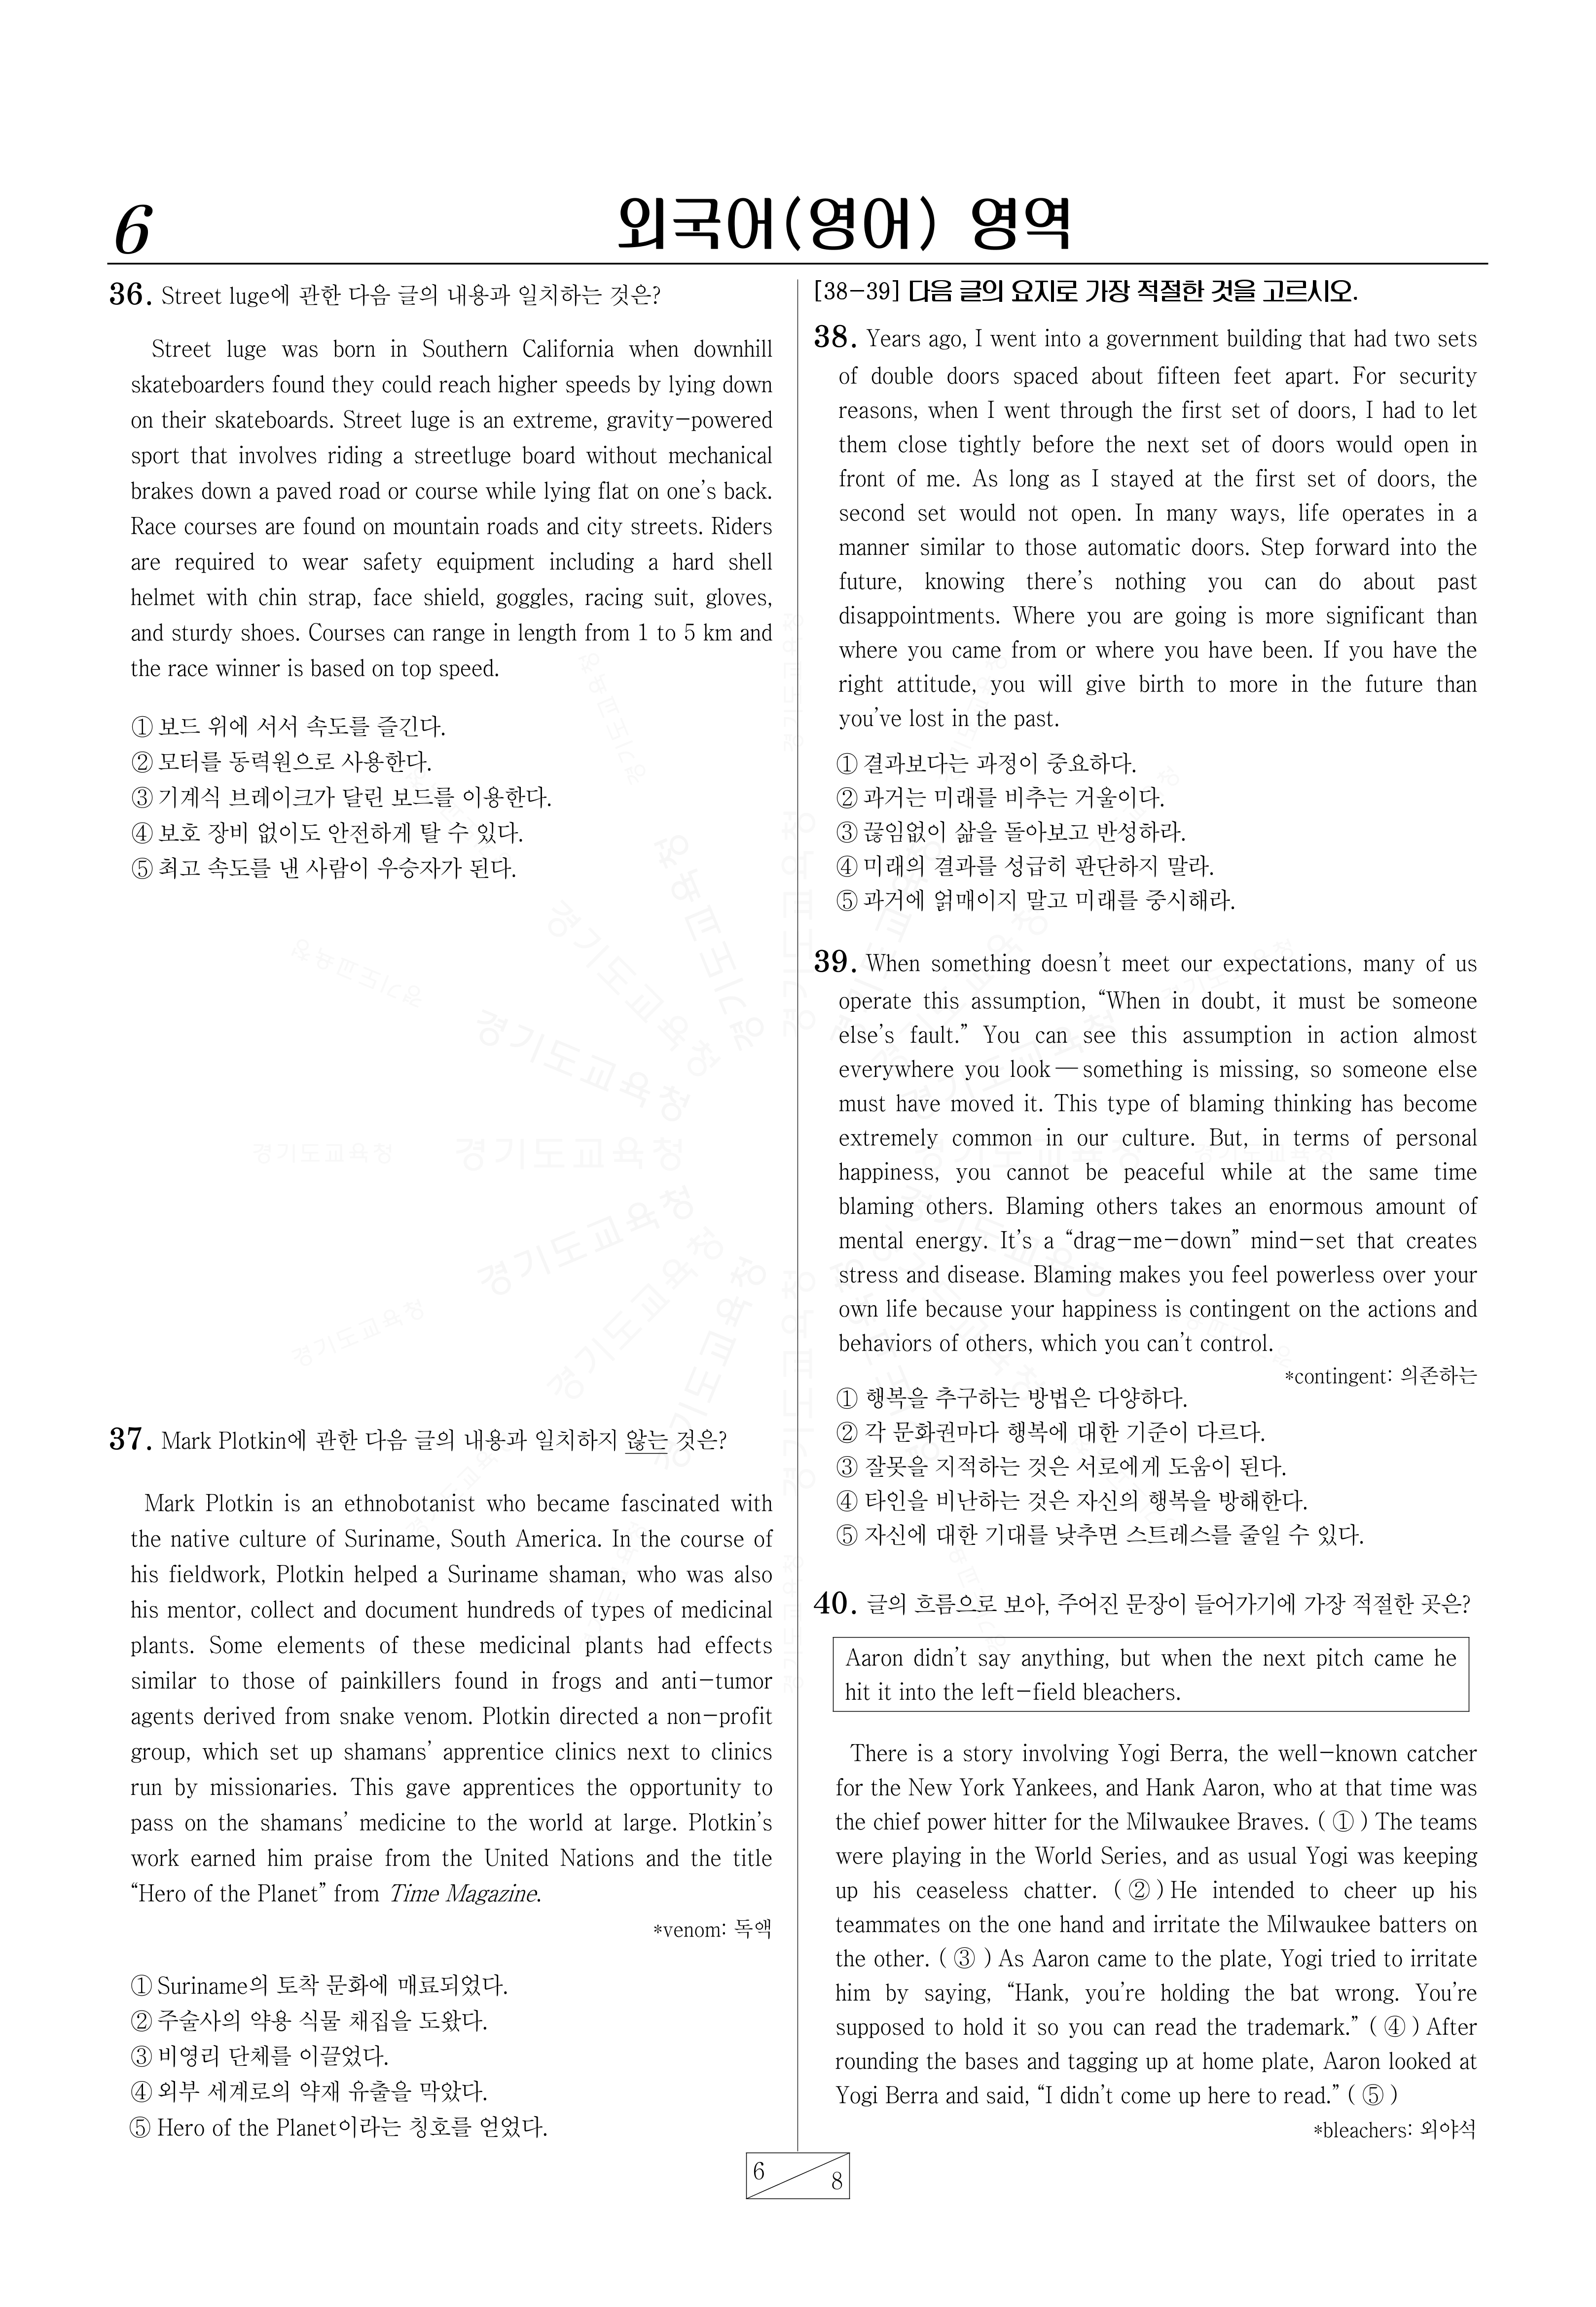 6
외국어(영어) 영역
36. Street luge에 관한 다음 글의 내용과 일치하는 것은?
Street luge was born in Southern California when downhill
skateboarders found they could reach higher speeds by lying down
on their skateboards. Street luge is an extreme, gravity-powered
sport that involves riding a streetluge board without mechanical
brakes down a paved road or course while lying flat on one's back.
Race courses are found on mountain roads and city streets. Riders
are required to wear safety equipment including a hard shell
helmet with chin strap, face shield, goggles, racing suit, gloves,
and sturdy shoes. Courses can range in length from 1 to 5 km and
the race winner is based on top speed.
① 보드 위에 서서 속도를 즐긴다.
② 모터를 동력원으로 사용한다.
③ 기계식 브레이크가 달린 보드를 이용한다.
④ 보호 장비 없이도 안전하게 탈 수 있다.
⑤ 최고 속도를 낸 사람이 우승자가 된다.
37. Mark Plotkin에 관한 다음 글의 내용과 일치하지 않는 것은?
Mark Plotkin is an ethnobotanist who became fascinated with
the native culture of Suriname, South America. In the course of
his fieldwork, Plotkin helped a Suriname shaman, who was also
his mentor, collect and document hundreds of types of medicinal
plants. Some elements of these medicinal plants had effects
similar to those of painkillers found in frogs and anti-tumor
agents derived from snake venom. Plotkin directed a non-profit
group, which set up shamans' apprentice clinics next to clinics
run by missionaries. This gave apprentices the opportunity to
pass on the shamans' medicine to the world at large. Plotkin's
work earned him praise from the United Nations and the title
“Hero of the Planet” from Time Magazine.
*venom: 독액
① Suriname의 토착 문화에 매료되었다.
② 주술사의 약용 식물 채집을 도왔다.
③ 비영리 단체를 이끌었다.
④ 외부 세계로의 약재 유출을 막았다.
⑤ Hero of the Planet이라는 칭호를 얻었다.
[38-39] 다음 글의 요지로 가장 적절한 것을 고르시오.
38. Years ago, I went into a government building that had two sets
of double doors spaced about fifteen feet apart. For security
reasons, when I went through the first set of doors, I had to let
them close tightly before the next set of doors would open in
front of me. As long as I stayed at the first set of doors, the
second set would not open. In many ways, life operates in a
manner similar to those automatic doors. Step forward into the
future, knowing there's nothing you can do about past
disappointments. Where you are going is more significant than
where you came from or where you have been. If you have the
right attitude, you will give birth to more in the future than
you've lost in the past.
① 결과보다는 과정이 중요하다.
② 과거는 미래를 비추는 거울이다.
③ 끊임없이 삶을 돌아보고 반성하라.
④ 미래의 결과를 성급히 판단하지 말라.
⑤ 과거에 얽매이지 말고 미래를 중시해라.
39. When something doesn't meet our expectations, many of us
operate this assumption, “When in doubt, it must be someone
else's fault.” You can see this assumption in action almost
everywhere you look — something is missing, so someone else
must have moved it. This type of blaming thinking has become
extremely common in our culture. But, in terms of personal
happiness, you cannot be peaceful while at the same time
blaming others. Blaming others takes an enormous amount of
mental energy. It's a “drag-me-down” mind-set that creates
stress and disease. Blaming makes you feel powerless over your
own life because your happiness is contingent on the actions and
behaviors of others, which you can't control.
*contingent: 의존하는
① 행복을 추구하는 방법은 다양하다.
② 각 문화권마다 행복에 대한 기준이 다르다.
③ 잘못을 지적하는 것은 서로에게 도움이 된다.
④ 타인을 비난하는 것은 자신의 행복을 방해한다.
⑤ 자신에 대한 기대를 낮추면 스트레스를 줄일 수 있다.
40. 글의 흐름으로 보아, 주어진 문장이 들어가기에 가장 적절한 곳은?
Aaron didn't say anything, but when the next pitch came he
hit it into the left-field bleachers.
There is a story involving Yogi Berra, the well-known catcher
for the New York Yankees, and Hank Aaron, who at that time was
the chief power hitter for the Milwaukee Braves. ( ① ) The teams
were playing in the World Series, and as usual Yogi was keeping
up his ceaseless chatter. ( ② ) He intended to cheer up his
teammates on the one hand and irritate the Milwaukee batters on
the other. ( ③ ) As Aaron came to the plate, Yogi tried to irritate
him by saying, “Hank, you're holding the bat wrong. You're
supposed to hold it so you can read the trademark.” ( ④ ) After
rounding the bases and tagging up at home plate, Aaron looked at
Yogi Berra and said, “I didn't come up here to read.” ( ⑤ )
*bleachers: 외야석
6
8
경기도교육청